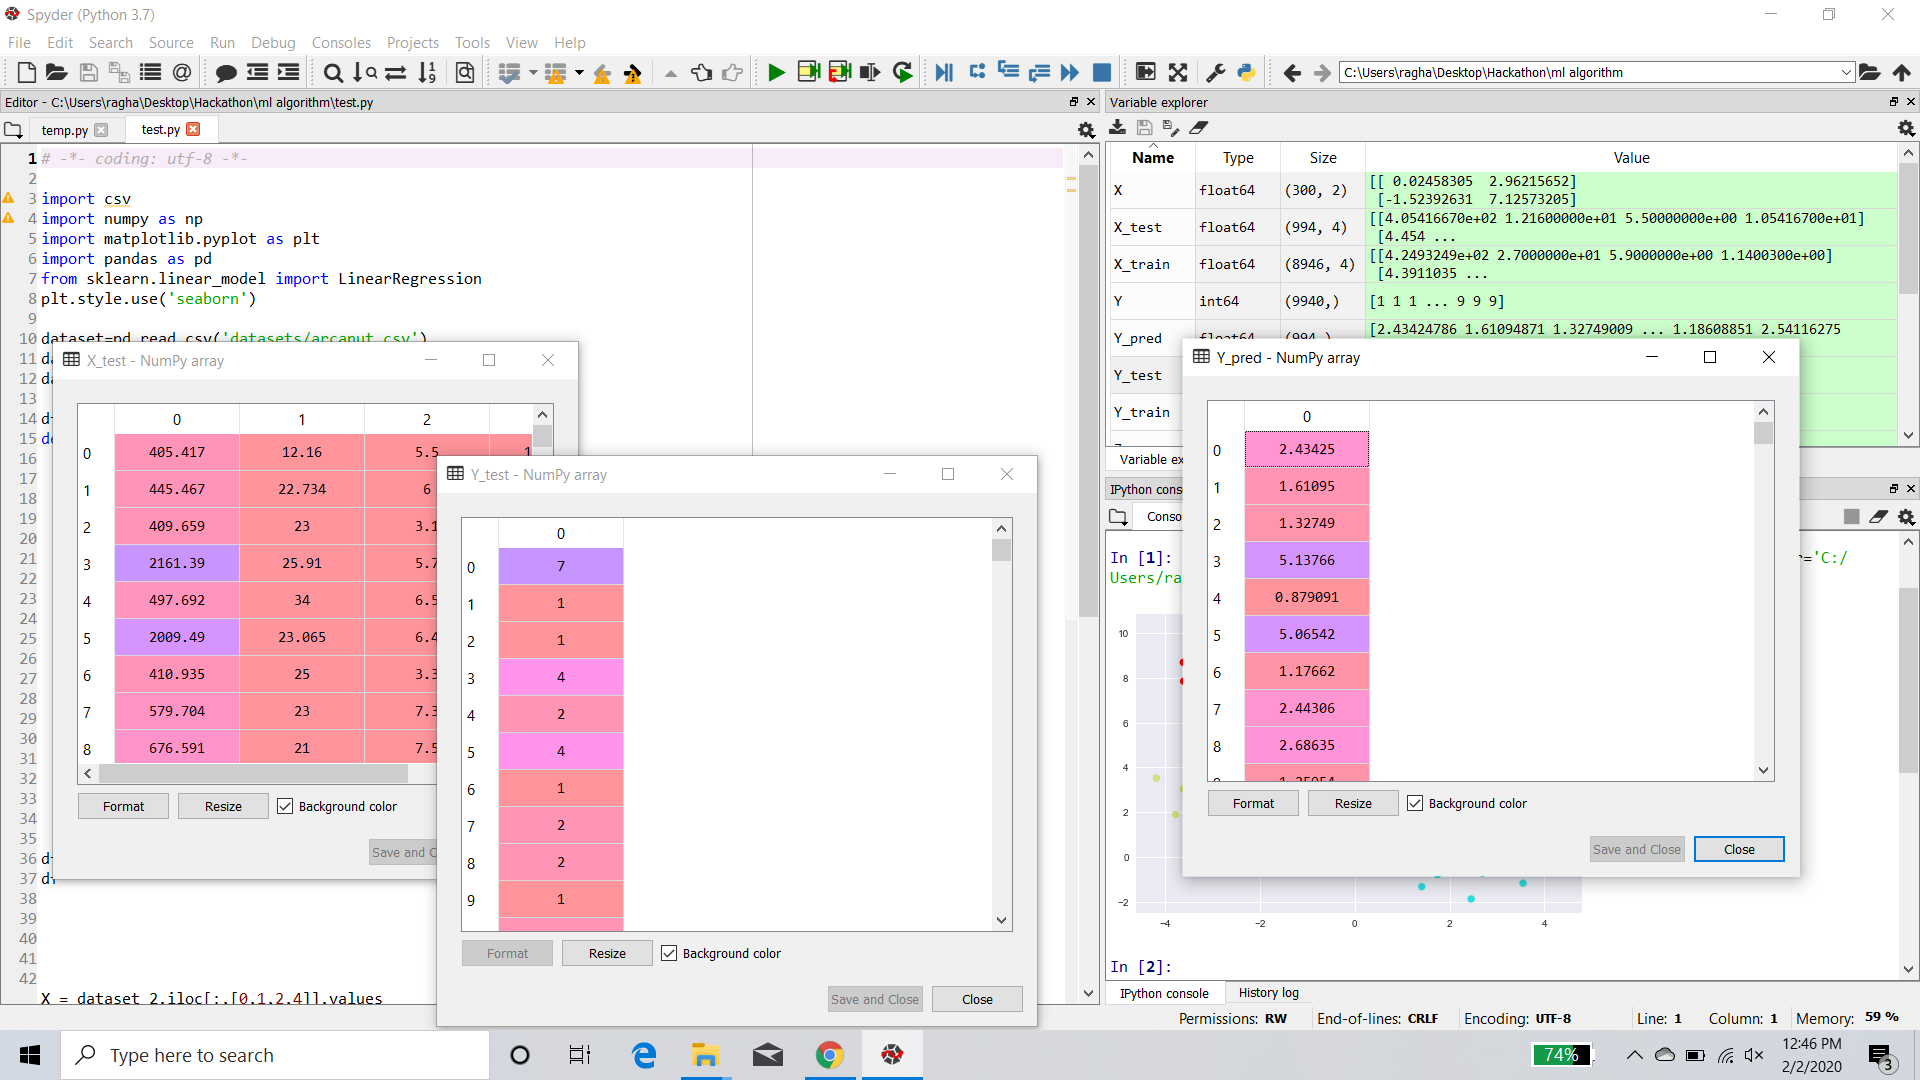 Spyder (Python 3.7)
File Edit Search Source Run Debug Consoles Projects Tools View Help
C:\Users\ragha\Desktop\Hackathon\ml algorithm
Editor - C:\Users\ragha\Desktop\Hackathon\ml algorithm\test.py
temp.py test.py
1 # -*- coding: utf-8 -*-
2
3 import csv
4 import numpy as np
5 import matplotlib.pyplot as plt
6 import pandas as pd
7 from sklearn.linear_model import LinearRegression
8 plt.style.use('seaborn')
9
10 dataset=pd.read_csv('datasets/arcanut.csv')
11
12
13
14
15
16
17
18
19
20
21
22
23
24
25
26
27
28
29
30
31
32
33
34
35
36
37
38
39
40
41
42
X = dataset_2.iloc[:,[0,1,2,4]].values
X_test - NumPy array
0 1 2
0 405.417 12.16 5.5 1
1 445.467 22.734 6
2 409.659 23 3.1
3 2161.39 25.91 5.7
4 497.692 34 6.5
5 2009.49 23.065 6.4
6 410.935 25 3.3
7 579.704 23 7.3
8 676.591 21 7.5
Format Resize Background color
Save and C
Y_test - NumPy array
0
0 7
1 1
2 1
3 4
4 2
5 4
6 1
7 2
8 2
9 1
Format Resize Background color
Save and Close Close
Variable explorer
Name Type Size Value
X float64 (300, 2) [[ 0.02458305 2.96215652]
[-1.52392631 7.12573205]
X_test float64 (994, 4) [[4.05416670e+02 1.21600000e+01 5.50000000e+00 1.05416700e+01]
[4.454 ...
X_train float64 (8946, 4) [[4.2493249e+02 2.7000000e+01 5.9000000e+00 1.1400300e+00]
[4.3911035 ...
Y int64 (9940,) [1 1 1 ... 9 9 9]
Y_pred float64 (994,) [2.43424786 1.61094871 1.32749009 ... 1.18608851 2.54116275
Y_test
Y_train
Variable ex
Y_pred - NumPy array
0
0 2.43425
1 1.61095
2 1.32749
3 5.13766
4 0.879091
5 5.06542
6 1.17662
7 2.44306
8 2.68635
Format Resize Background color
Save and Close Close
IPython cons
Conso
In [1]: r='C:/
Users/ra
10
8
6
4
2
0
−2
−4 −2 0 2 4
In [2]:
IPython console History log
Permissions: RW End-of-lines: CRLF Encoding: UTF-8 Line: 1 Column: 1 Memory: 59 %
Type here to search
74%
12:46 PM
2/2/2020
3